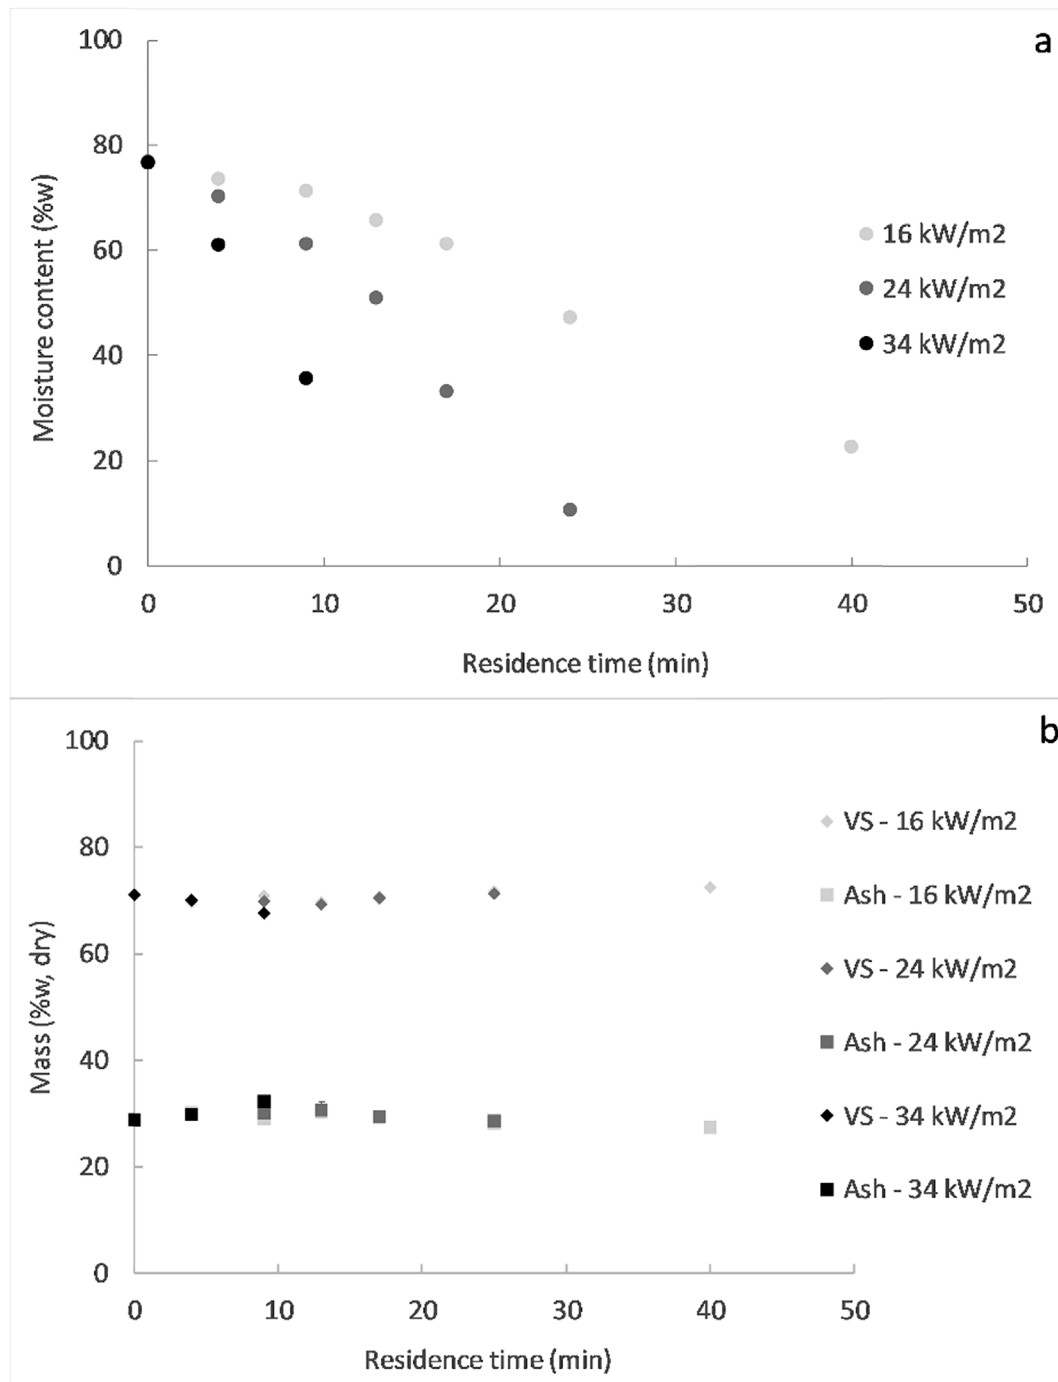 a
100
80
60
40
20
0
Moisture content (%w)
0 10 20 30 40 50
Residence time (min)
16 kW/m2
24 kW/m2
34 kW/m2
b
100
80
60
40
20
0
Mass (%w, dry)
0 10 20 30 40 50
Residence time (min)
VS - 16 kW/m2
Ash - 16 kW/m2
VS - 24 kW/m2
Ash - 24 kW/m2
VS - 34 kW/m2
Ash - 34 kW/m2